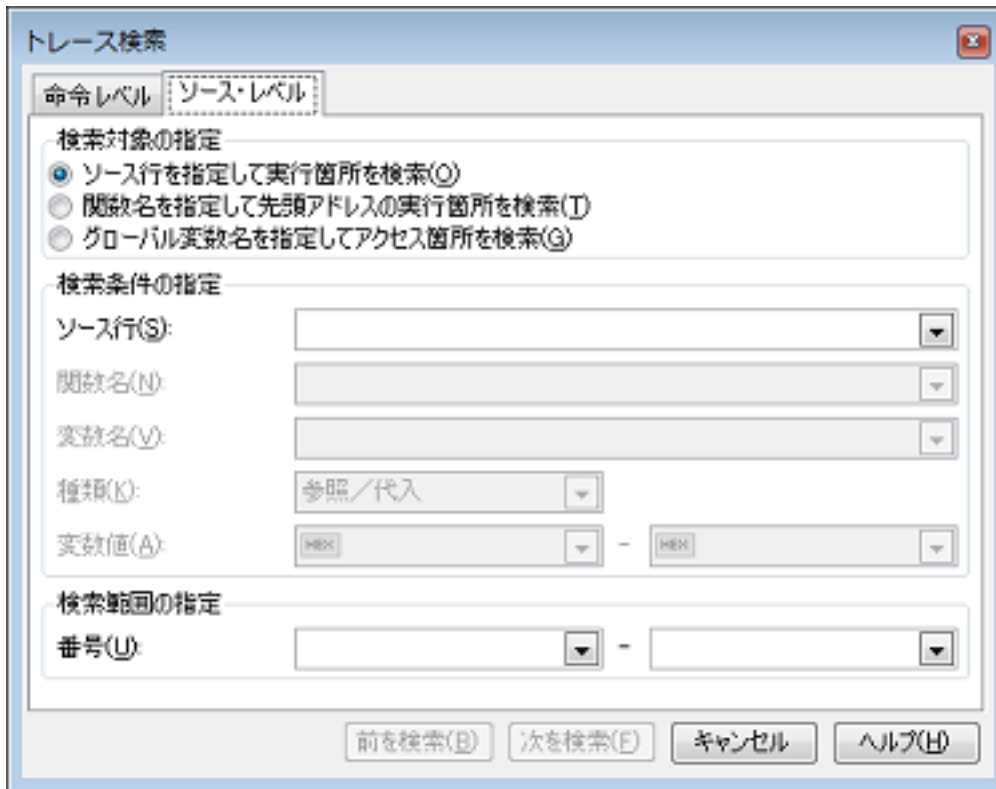 トレース検索
命令レベル ソース・レベル
検索対象の指定
ソース行を指定して実行箇所を検索(O)
関数名を指定して先頭アドレスの実行箇所を検索(T)
グローバル変数名を指定してアクセス箇所を検索(G)
検索条件の指定
ソース行(S):
関数名(N):
変数名(V):
種類(K): 参照／代入
変数値(A): HEX - HEX
検索範囲の指定
番号(U): -
前を検索(B) 次を検索(F) キャンセル ヘルプ(H)